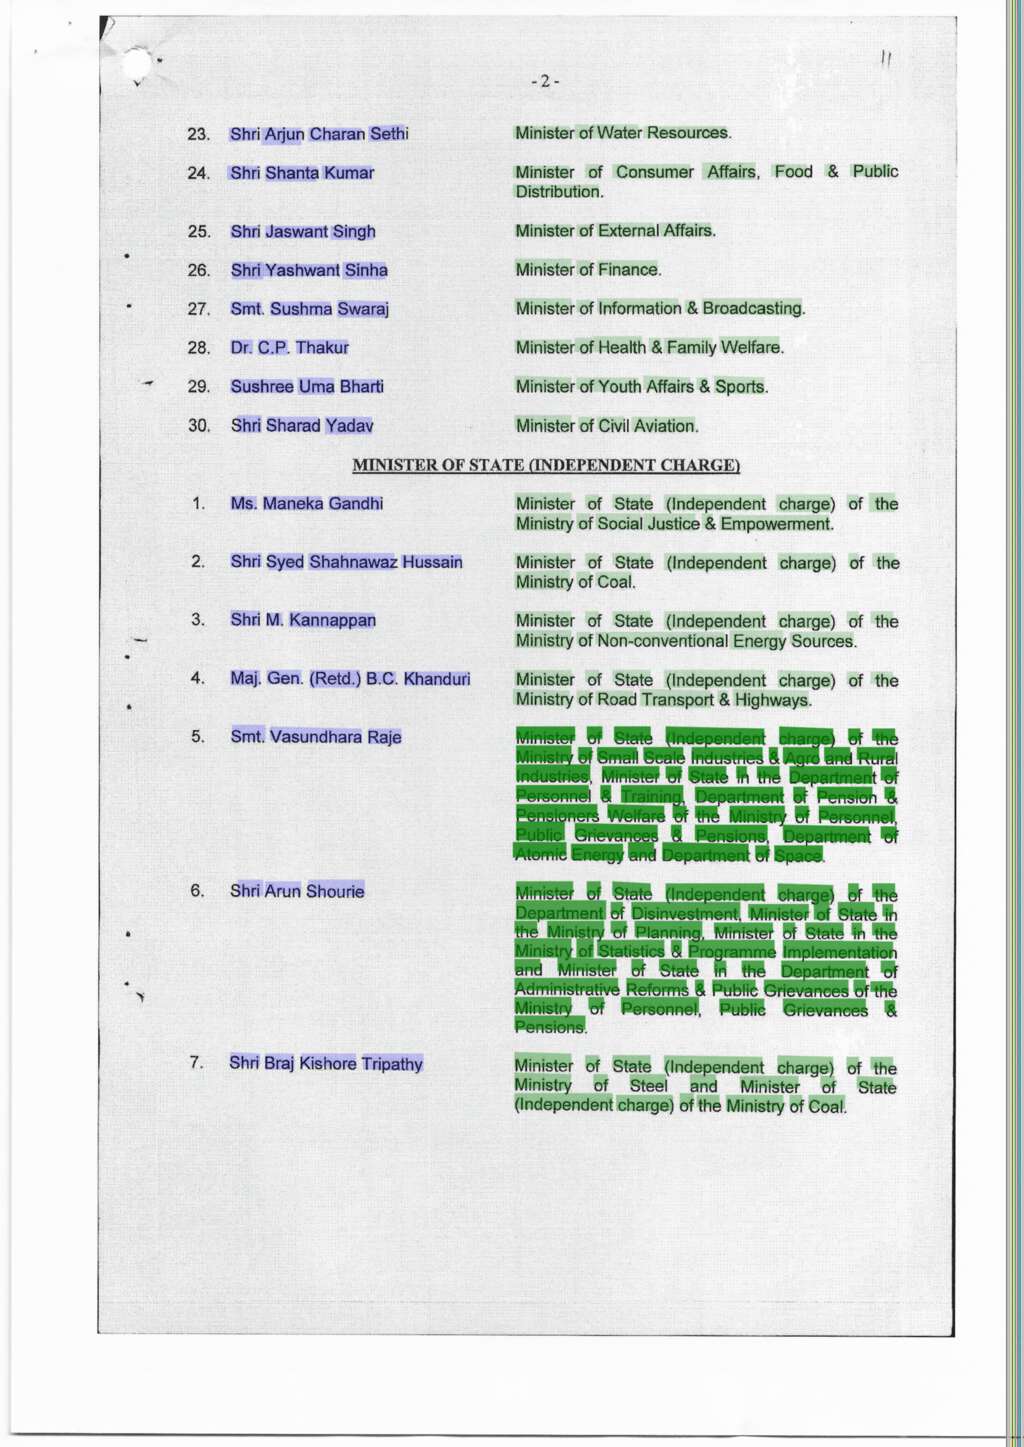 11
- 2 -
23. Shri Arjun Charan Sethi Minister of Water Resources.
24. Shri Shanta Kumar Minister of Consumer Affairs, Food & Public
Distribution.
25. Shri Jaswant Singh Minister of External Affairs.
26. Shri Yashwant Sinha Minister of Finance.
27. Smt. Sushma Swaraj Minister of Information & Broadcasting.
28. Dr. C.P. Thakur Minister of Health & Family Welfare.
29. Sushree Uma Bharti Minister of Youth Affairs & Sports.
30. Shri Sharad Yadav Minister of Civil Aviation.
MINISTER OF STATE (INDEPENDENT CHARGE)
1. Ms. Maneka Gandhi Minister of State (Independent charge) of the
Ministry of Social Justice & Empowerment.
2. Shri Syed Shahnawaz Hussain Minister of State (Independent charge) of the
Ministry of Coal.
3. Shri M. Kannappan Minister of State (Independent charge) of the
Ministry of Non-conventional Energy Sources.
4. Maj. Gen. (Retd.) B.C. Khanduri Minister of State (Independent charge) of the
Ministry of Road Transport & Highways.
5. Smt. Vasundhara Raje Minister of State (Independent charge) of the
Ministry of Small Scale Industries & Agro and Rural
Industries, Minister of State in the Department of
Personnel & Training, Department of Pension &
Pensioners Welfare of the Ministry of Personnel,
Public Grievances & Pensions, Department of
Atomic Energy and Department of Space.
6. Shri Arun Shourie Minister of State (Independent charge) of the
Department of Disinvestment, Minister of State in
the Ministry of Planning, Minister of State in the
Ministry of Statistics & Programme Implementation
and Minister of State in the Department of
Administrative Reforms & Public Grievances of the
Ministry of Personnel, Public Grievances &
Pensions.
7. Shri Braj Kishore Tripathy Minister of State (Independent charge) of the
Ministry of Steel and Minister of State
(Independent charge) of the Ministry of Coal.